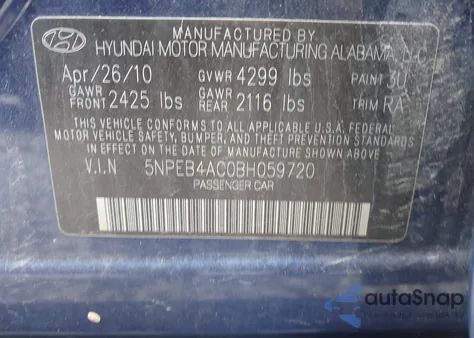 MANUFACTURED BY
HYUNDAI MOTOR MANUFACTURING ALABAMA, LLC
Apr/26/10 GVWR 4299 lbs PAINT 3U
GAWR FRONT 2425 lbs GAWR REAR 2116 lbs TRIM RA
THIS VEHICLE CONFORMS TO ALL APPLICABLE U.S.A. FEDERAL
MOTOR VEHICLE SAFETY, BUMPER, AND THEFT PREVENTION STANDARDS
IN EFFECT ON THE DATE OF MANUFACTURE SHOWN ABOVE.
V.I.N 5NPEB4AC0BH059720
PASSENGER CAR
autoSnap